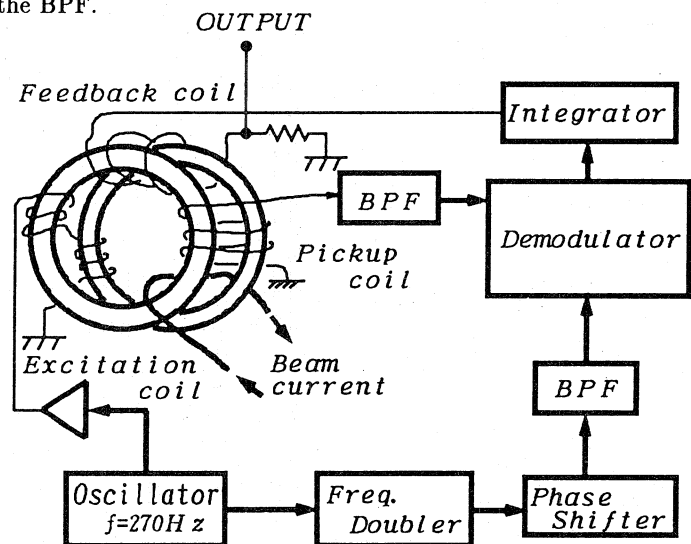 the BPF.
OUTPUT
Feedback coil
Integrator
BPF
Demodulator
Pickup
coil
Excitation
coil
Beam
current
BPF
Oscillator
f=270Hz
Freq.
Doubler
Phase
Shifter